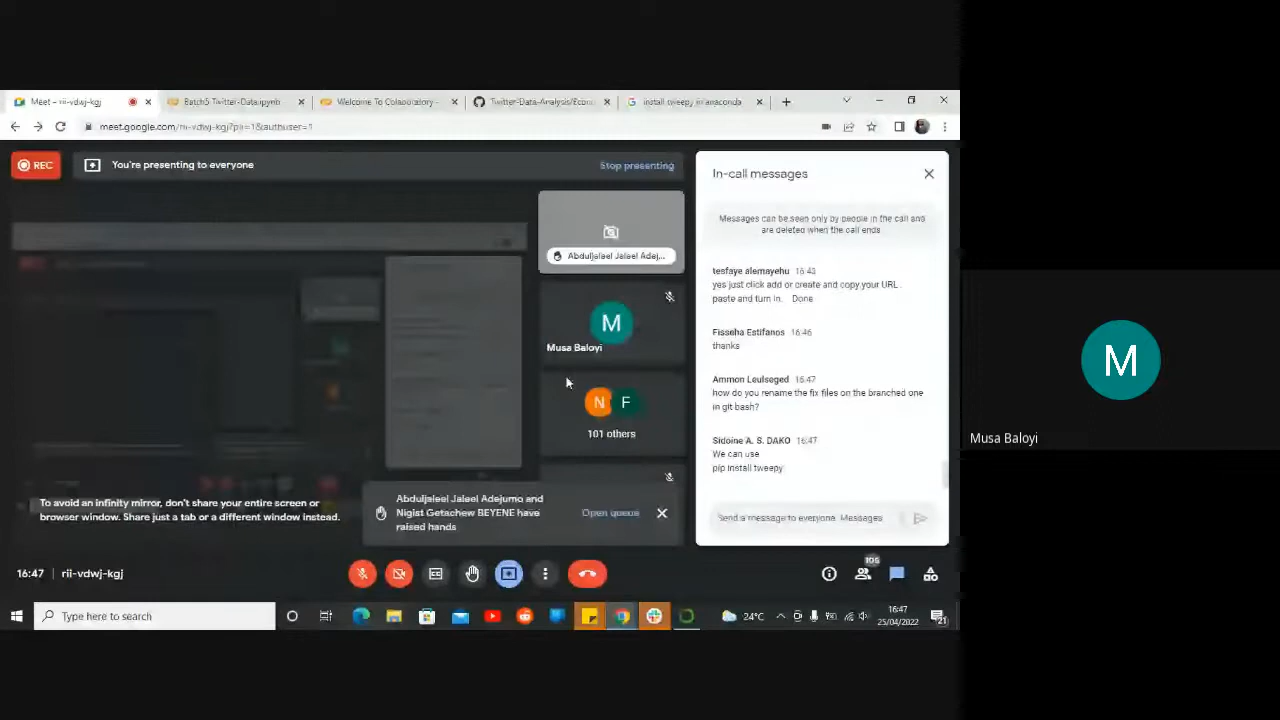 Meet – rii-vdwj-kgj
Batch5 Twitter-Data.ipynb
Welcome To Colaboratory -
Twitter-Data-Analysis/Econ
install tweepy in anaconda
meet.google.com/rii-vdwj-kgj?pli=1&authuser=1
REC
You're presenting to everyone
Stop presenting
In-call messages
Messages can be seen only by people in the call and
are deleted when the call ends
Abduljaleel Jalael Adej...
tesfaye alemayehu 16:43
yes just click add or create and copy your URL
paste and turn in. Done
M
Musa Baloyi
Fisseha Estifanos 16:46
thanks
Ammon Leulseged 16:47
how do you rename the fix files on the branched one
in git bash?
N F
101 others
Sidoine A. S. DAKO 16:47
We can use
pip install tweepy
M
Musa Baloyi
To avoid an infinity mirror, don't share your entire screen or
browser window. Share just a tab or a different window instead.
Abduljaleel Jalael Adejumo and
Nigist Getachew BEYENE have
raised hands
Open queue
Send a message to everyone Messages
16:47 | rii-vdwj-kgj
106
Type here to search
24°C
16:47
25/04/2022
21